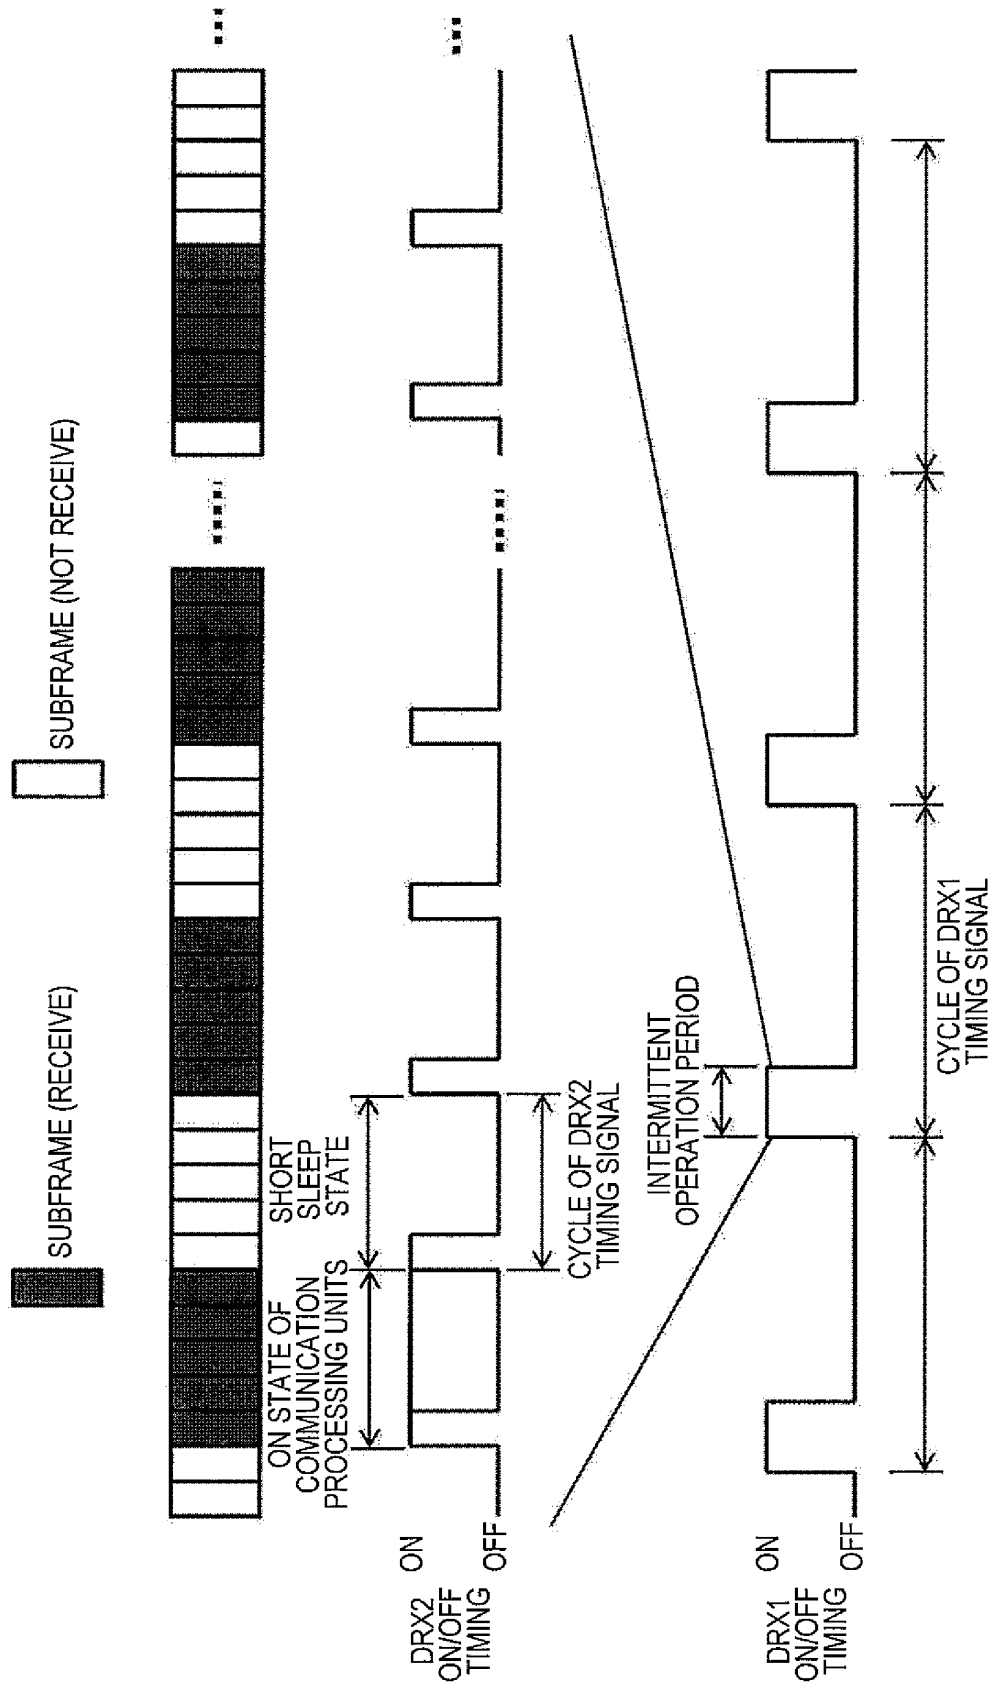 SUBFRAME (RECEIVE)
SUBFRAME (NOT RECEIVE)
ON STATE OF
COMMUNICATION
PROCESSING UNITS
SHORT
SLEEP
STATE
ON
OFF
DRX2
ON/OFF
TIMING
CYCLE OF DRX2
TIMING SIGNAL
INTERMITTENT
OPERATION PERIOD
ON
OFF
DRX1
ON/OFF
TIMING
CYCLE OF DRX1
TIMING SIGNAL